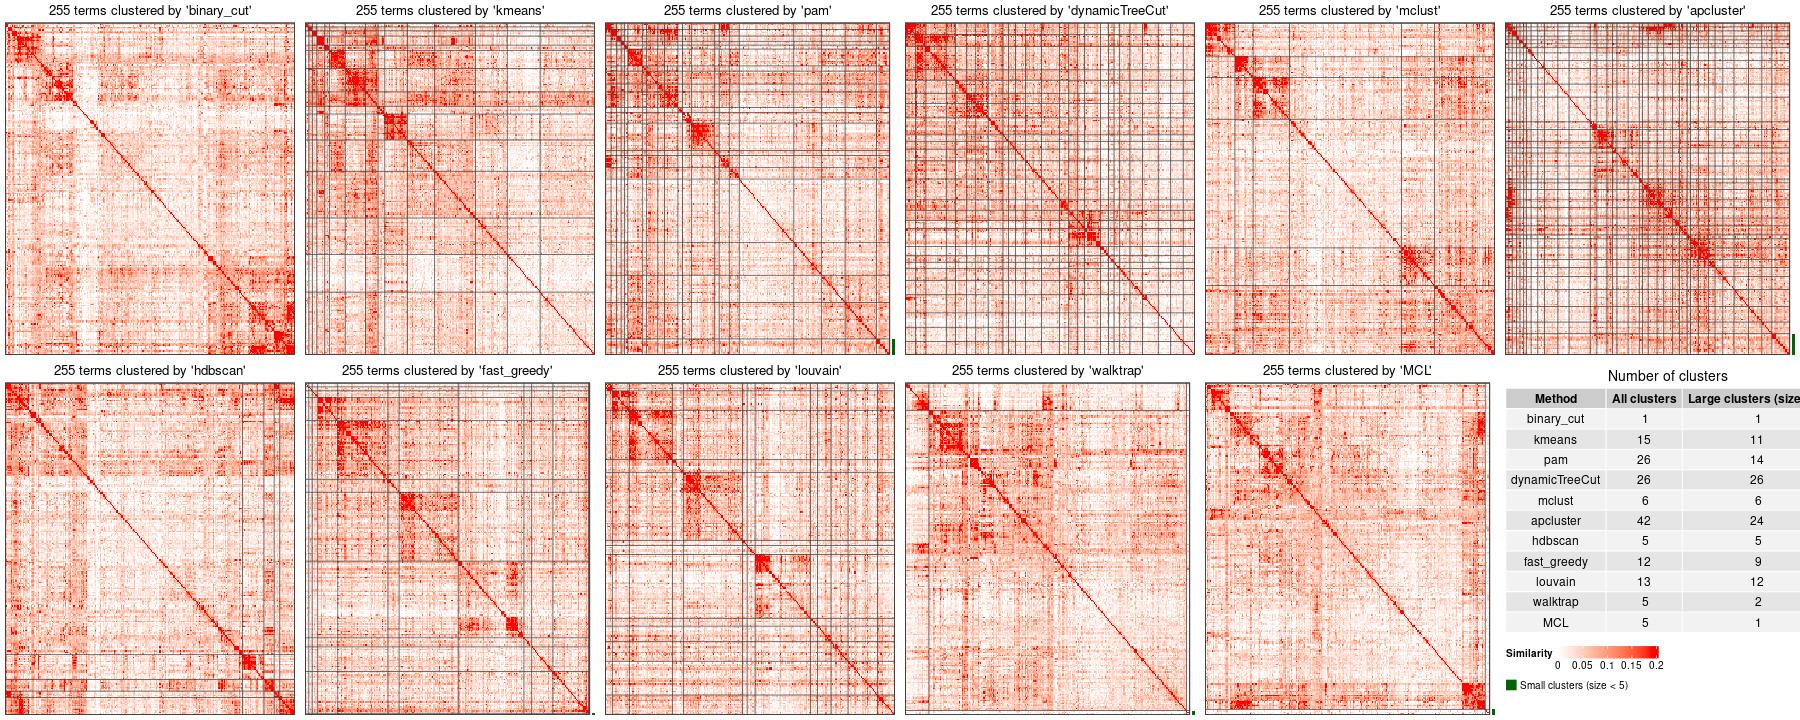 255 terms clustered by 'binary_cut'
255 terms clustered by 'kmeans'
255 terms clustered by 'pam'
255 terms clustered by 'dynamicTreeCut'
255 terms clustered by 'mclust'
255 terms clustered by 'apcluster'
255 terms clustered by 'hdbscan'
255 terms clustered by 'fast_greedy'
255 terms clustered by 'louvain'
255 terms clustered by 'walktrap'
255 terms clustered by 'MCL'
Number of clusters
Method All clusters Large clusters (size
binary_cut 1 1
kmeans 15 11
pam 26 14
dynamicTreeCut 26 26
mclust 6 6
apcluster 42 24
hdbscan 5 5
fast_greedy 12 9
louvain 13 12
walktrap 5 2
MCL 5 1
Similarity
0 0.05 0.1 0.15 0.2
Small clusters (size < 5)